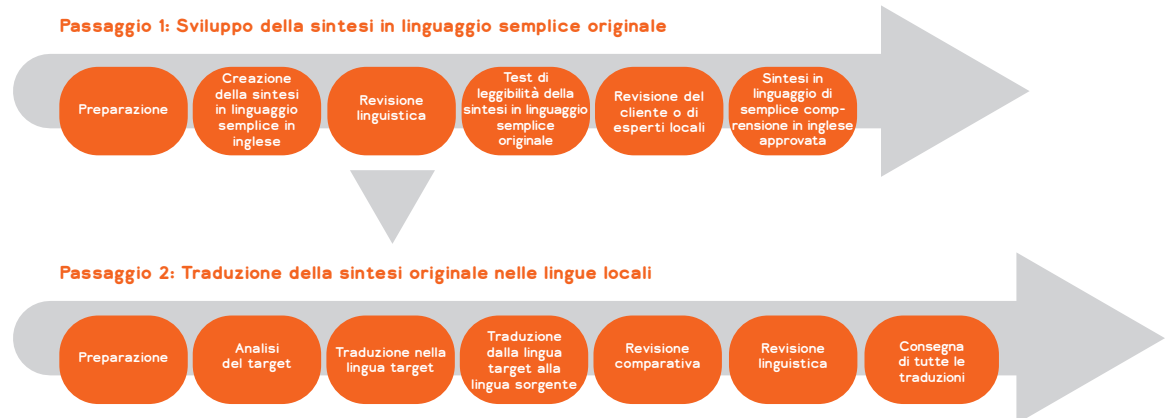 Passaggio 1: Sviluppo della sintesi in linguaggio semplice originale
Preparazione
Creazione
della sintesi
in linguaggio
semplice in
inglese
Revisione
linguistica
Test di
leggibilità della
sintesi in linguaggio
semplice
originale
Revisione del
cliente o di
esperti locali
Sintesi in
linguaggio di
semplice comp-
rensione in inglese
approvata
Passaggio 2: Traduzione della sintesi originale nelle lingue locali
Preparazione
Analisi
del target
Traduzione nella
lingua target
Traduzione
dalla lingua
target alla
lingua sorgente
Revisione
comparativa
Revisione
linguistica
Consegna
di tutte le
traduzioni